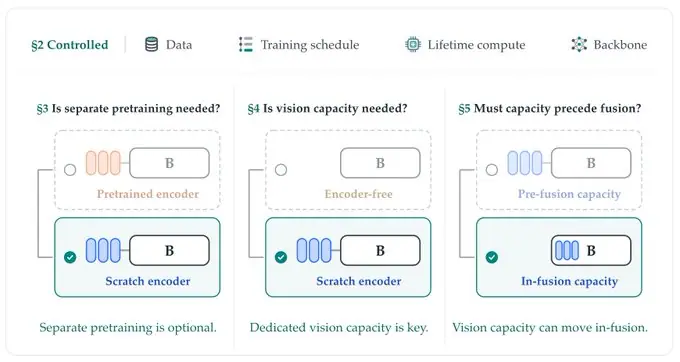 §2 Controlled
Data
Training schedule
Lifetime compute
Backbone
§3 Is separate pretraining needed?
B
Pretrained encoder
B
Scratch encoder
Separate pretraining is optional.
§4 Is vision capacity needed?
B
Encoder-free
B
Scratch encoder
Dedicated vision capacity is key.
§5 Must capacity precede fusion?
B
Pre-fusion capacity
B
In-fusion capacity
Vision capacity can move in-fusion.